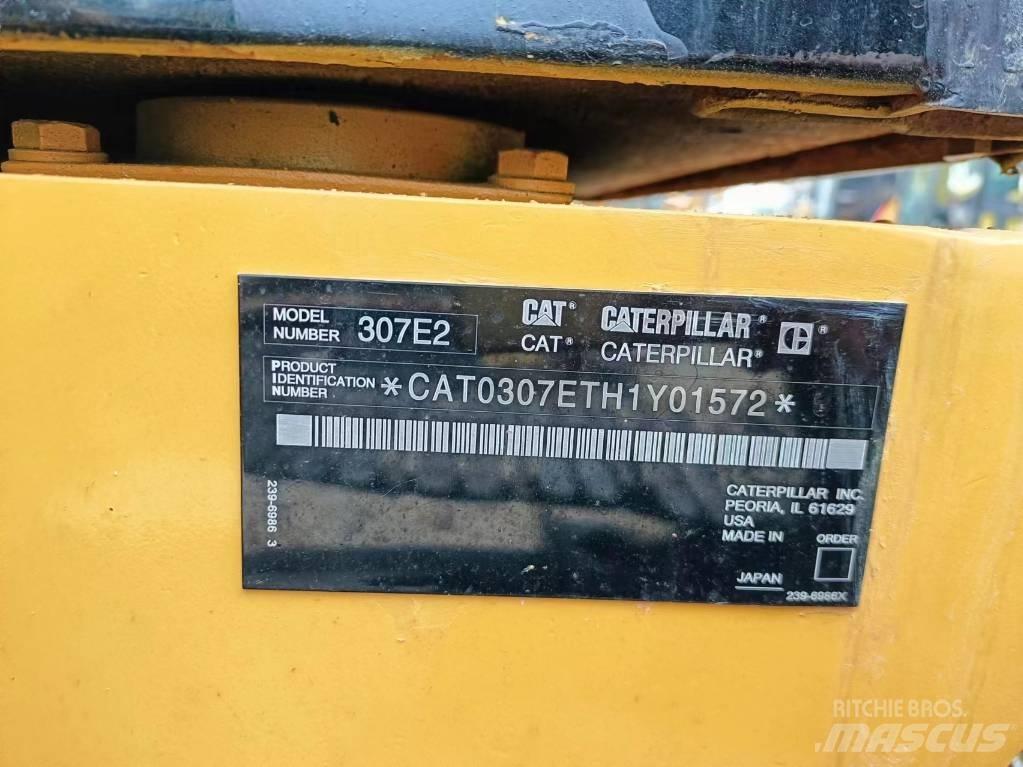 MODEL
NUMBER 307E2
CAT® CATERPILLAR® ®
CAT® CATERPILLAR®
PRODUCT
IDENTIFICATION
NUMBER
*CAT0307ETH1Y01572*
239-6986 3
CATERPILLAR INC.
PEORIA, IL 61629
USA
MADE IN
ORDER
JAPAN
239-6986X
RITCHIE BROS.
MASCUS